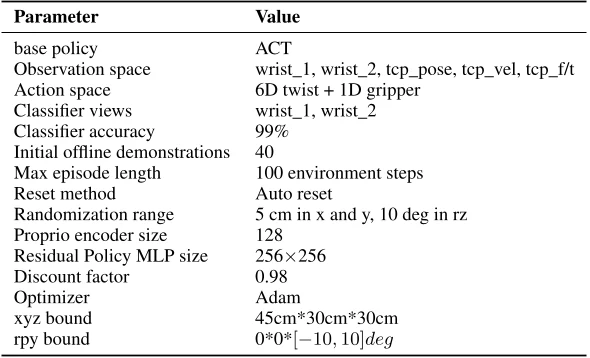 Parameter Value
base policy ACT
Observation space wrist_1, wrist_2, tcp_pose, tcp_vel, tcp_f/t
Action space 6D twist + 1D gripper
Classifier views wrist_1, wrist_2
Classifier accuracy 99%
Initial offline demonstrations 40
Max episode length 100 environment steps
Reset method Auto reset
Randomization range 5 cm in x and y, 10 deg in rz
Proprio encoder size 128
Residual Policy MLP size 256×256
Discount factor 0.98
Optimizer Adam
xyz bound 45cm*30cm*30cm
rpy bound 0*0*[−10, 10]deg